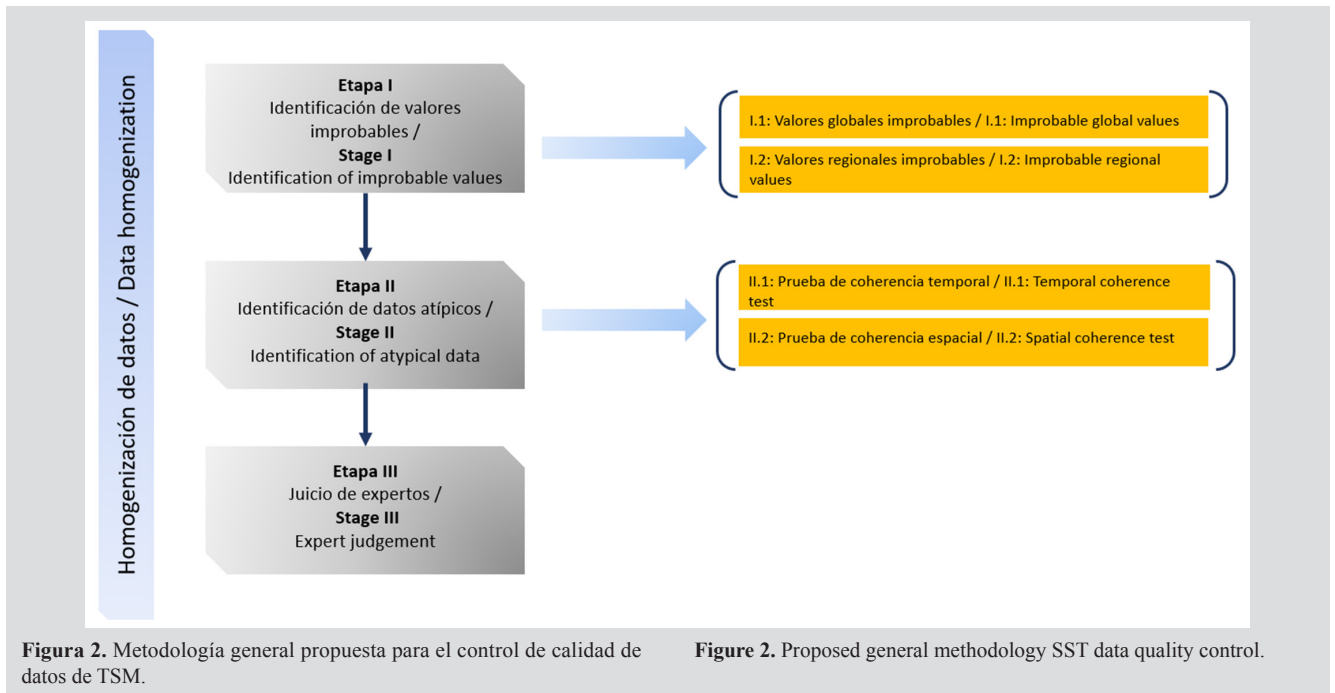 Homogenización de datos / Data homogenization
Etapa I
Identificación de valores
improbables /
Stage I
Identification of improbable values
I.1: Valores globales improbables / I.1: Improbable global values
I.2: Valores regionales improbables / I.2: Improbable regional
values
Etapa II
Identificación de datos atípicos /
Stage II
Identification of atypical data
II.1: Prueba de coherencia temporal / II.1: Temporal coherence
test
II.2: Prueba de coherencia espacial / II.2: Spatial coherence test
Etapa III
Juicio de expertos /
Stage III
Expert judgement
Figura 2. Metodología general propuesta para el control de calidad de
datos de TSM.
Figure 2. Proposed general methodology SST data quality control.